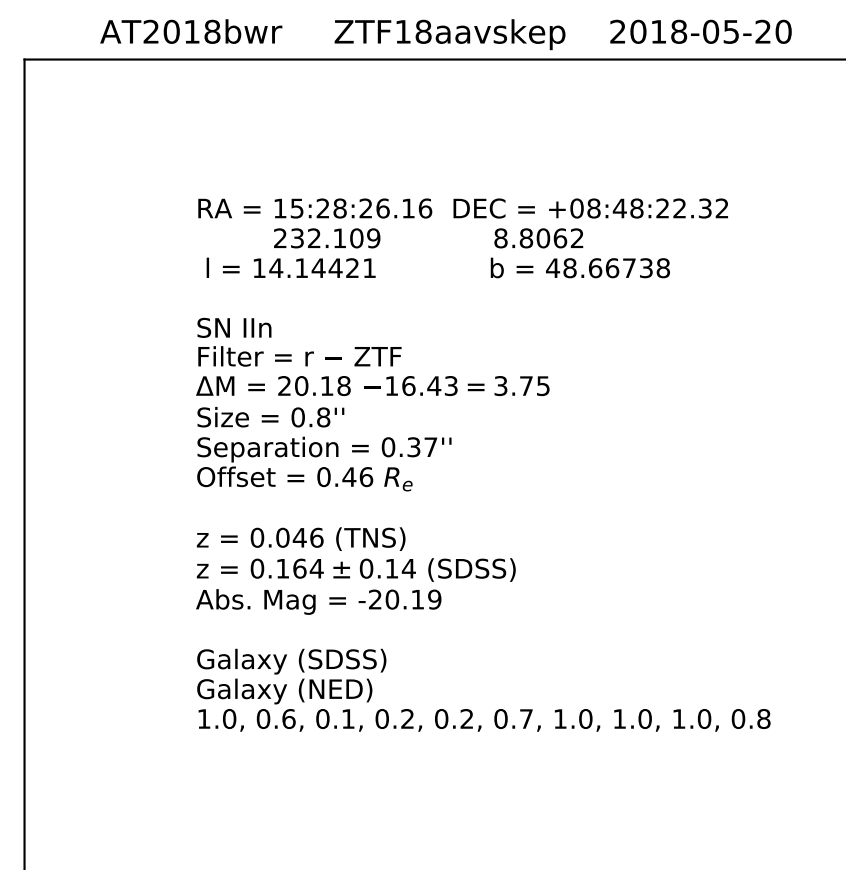 AT2018bwr ZTF18aavskep 2018-05-20
RA = 15:28:26.16 DEC = +08:48:22.32
232.109 8.8062
l = 14.14421 b = 48.66738
SN IIn
Filter = r − ZTF
ΔM = 20.18 −16.43 = 3.75
Size = 0.8''
Separation = 0.37''
Offset = 0.46 Rₑ
z = 0.046 (TNS)
z = 0.164 ± 0.14 (SDSS)
Abs. Mag = -20.19
Galaxy (SDSS)
Galaxy (NED)
1.0, 0.6, 0.1, 0.2, 0.2, 0.7, 1.0, 1.0, 1.0, 0.8